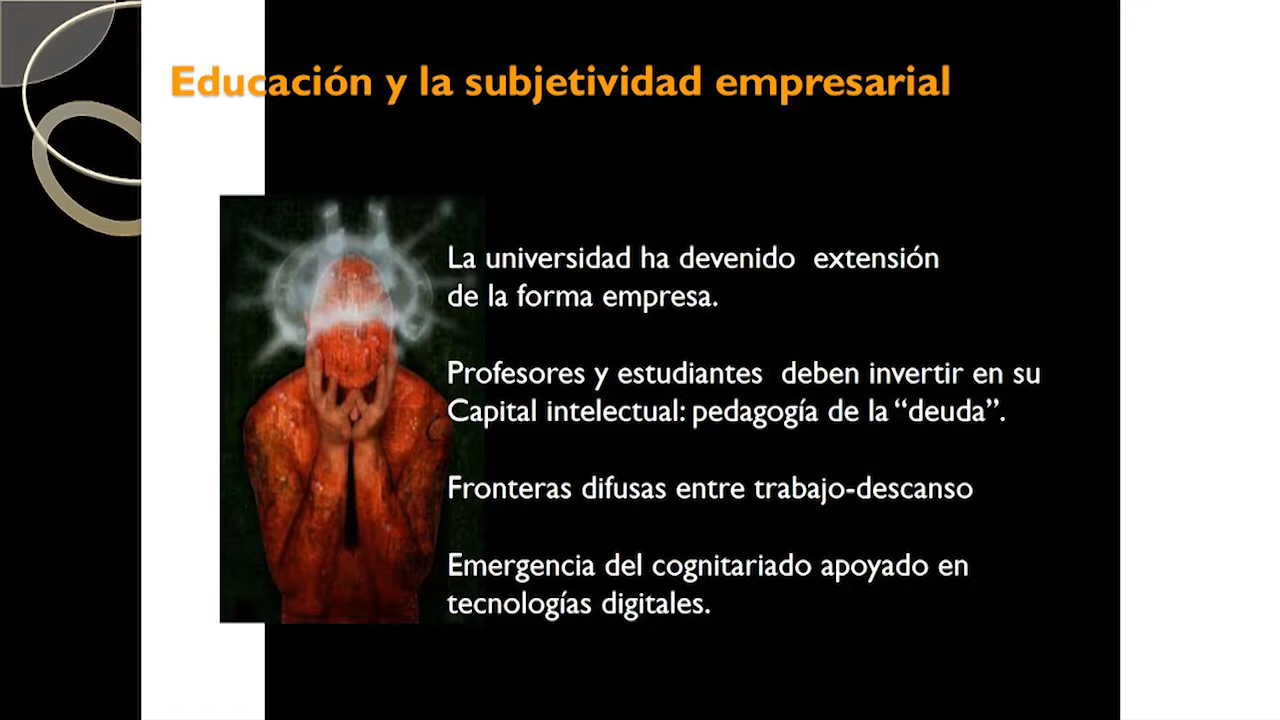 Educación y la subjetividad empresarial
La universidad ha devenido extensión
de la forma empresa.
Profesores y estudiantes deben invertir en su
Capital intelectual: pedagogía de la “deuda”.
Fronteras difusas entre trabajo-descanso
Emergencia del cognitariado apoyado en
tecnologías digitales.